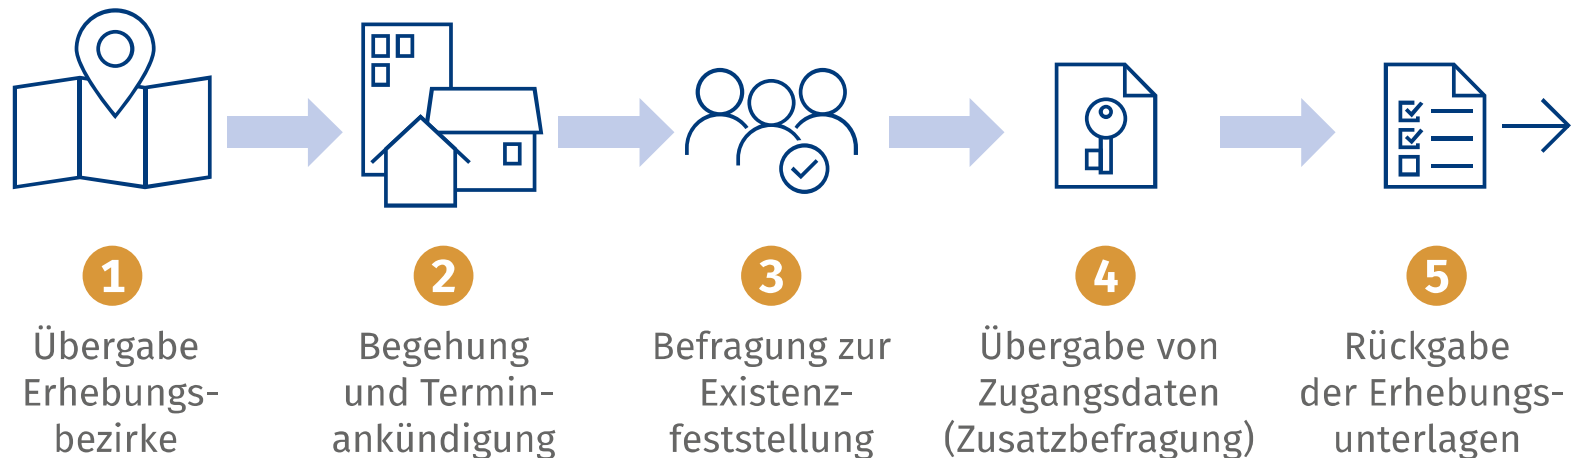 1
Übergabe
Erhebungs-
bezirke
2
Begehung
und Termin-
ankündigung
3
Befragung zur
Existenz-
feststellung
4
Übergabe von
Zugangsdaten
(Zusatzbefragung)
5
Rückgabe
der Erhebungs-
unterlagen